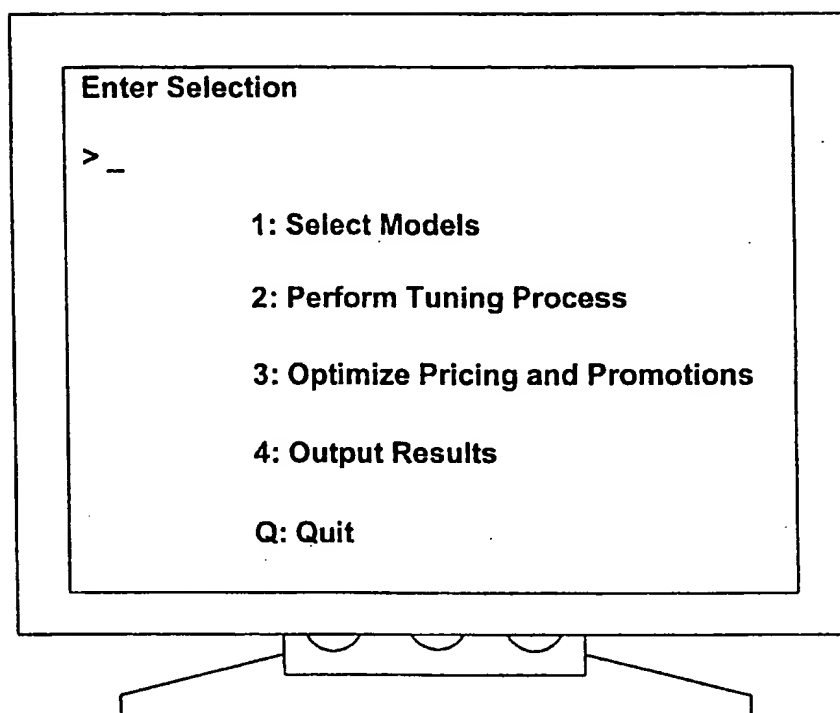 Enter Selection
>_
1: Select Models
2: Perform Tuning Process
3: Optimize Pricing and Promotions
4: Output Results
Q: Quit